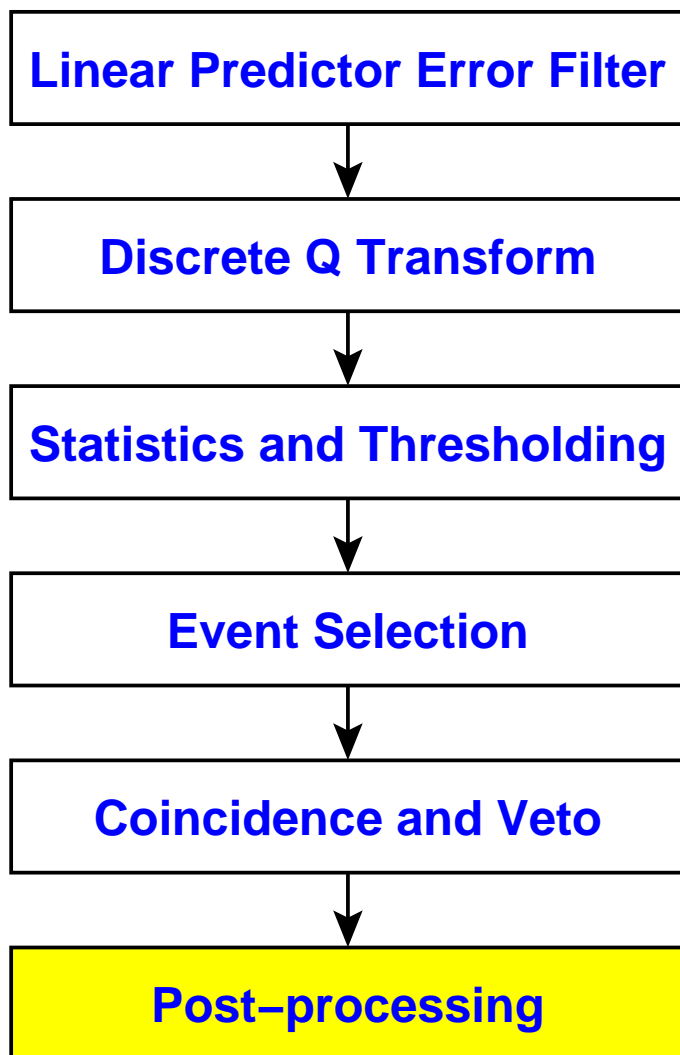 Linear Predictor Error Filter
Discrete Q Transform
Statistics and Thresholding
Event Selection
Coincidence and Veto
Post−processing